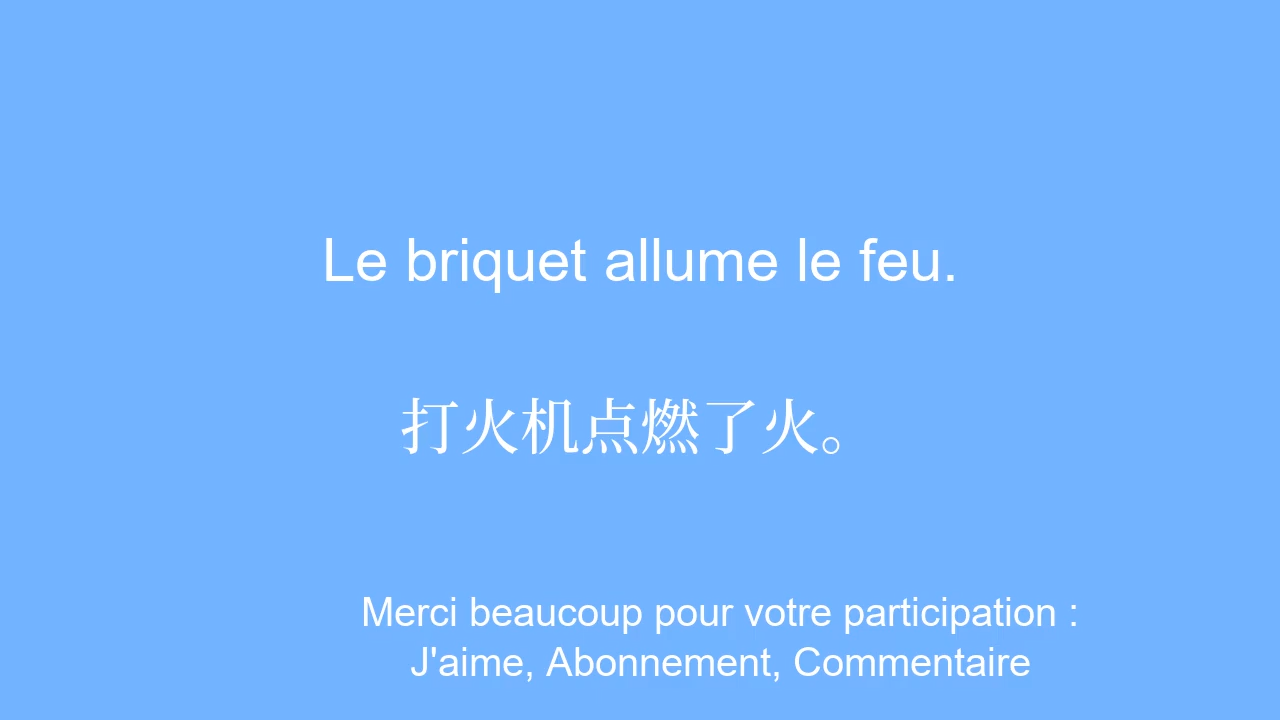 Le briquet allume le feu.
打火机点燃了火。
Merci beaucoup pour votre participation :
J'aime, Abonnement, Commentaire